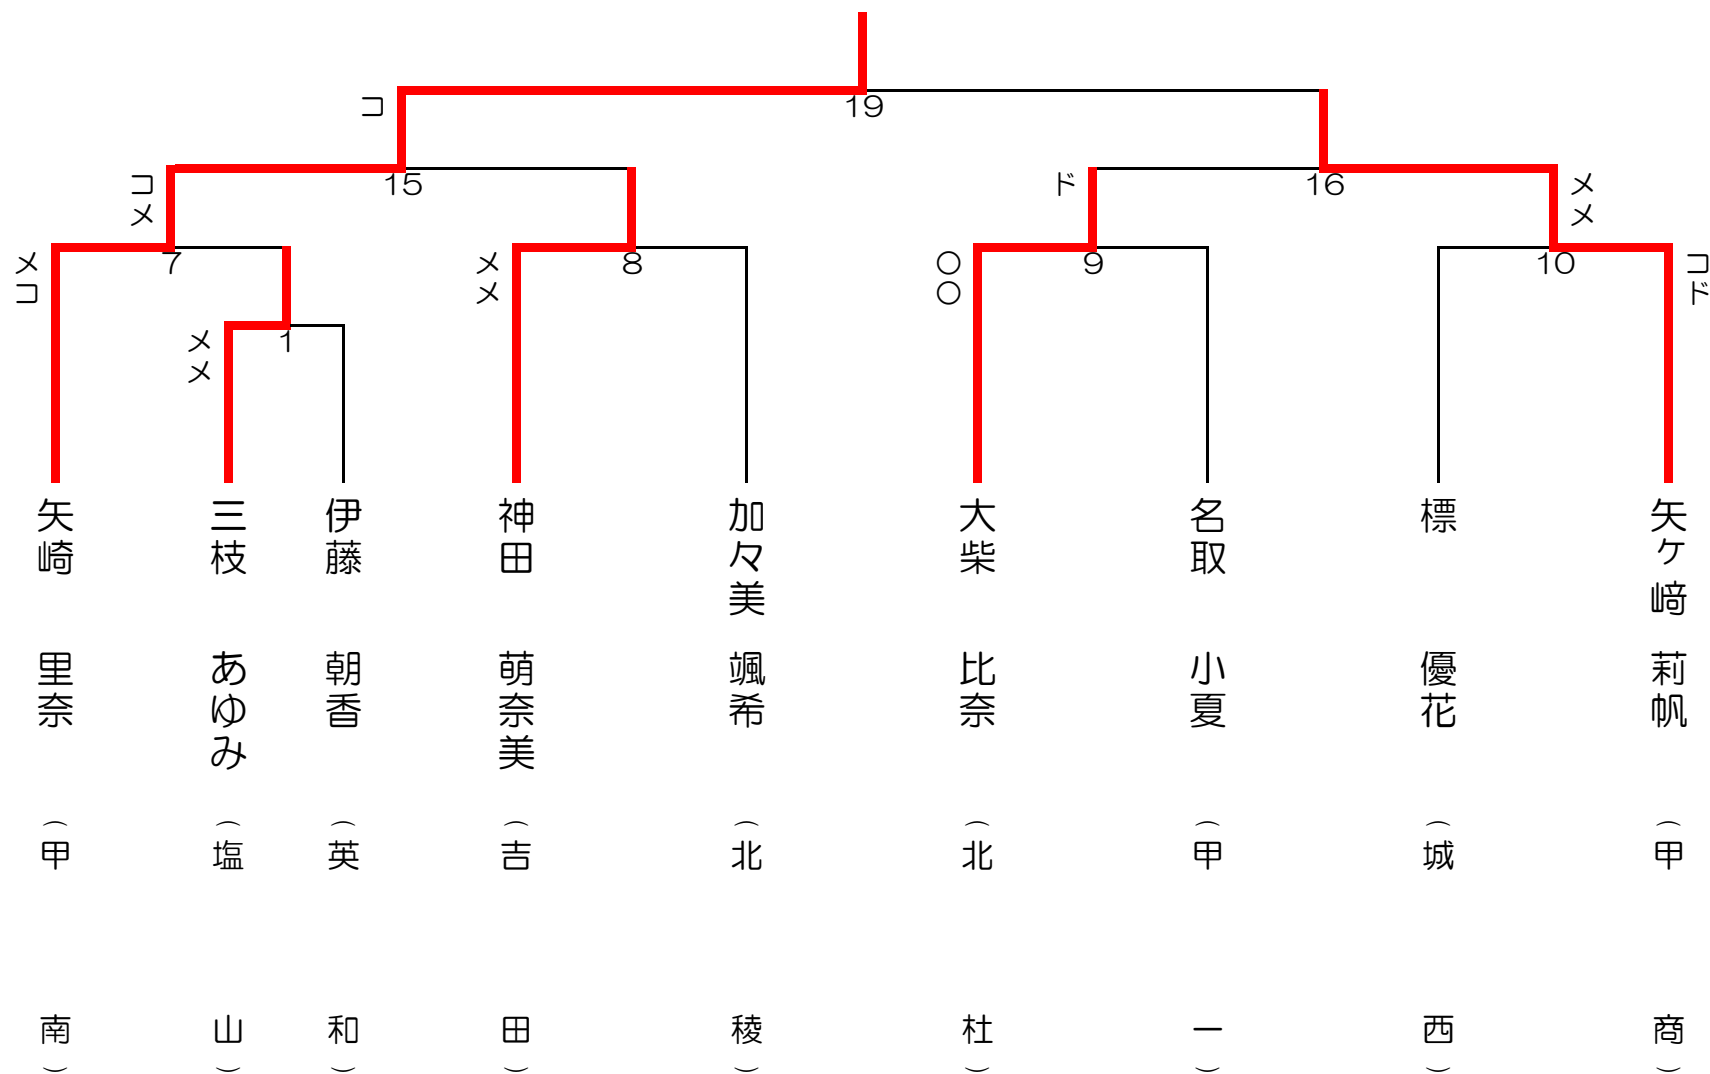 19
コ
15
16
コメ
ド
メメ
7
8
9
10
メコ
メメ
〇〇
コド
1
メメ
矢崎 里奈 (甲 南)
三枝 あゆみ (塩 山)
伊藤 朝香 (英 和)
神田 萌奈美 (吉 田)
加々美 颯希 (北 稜)
大柴 比奈 (北 杜)
名取 小夏 (甲 一)
標 優花 (城 西)
矢ケ﨑 莉帆 (甲 商)